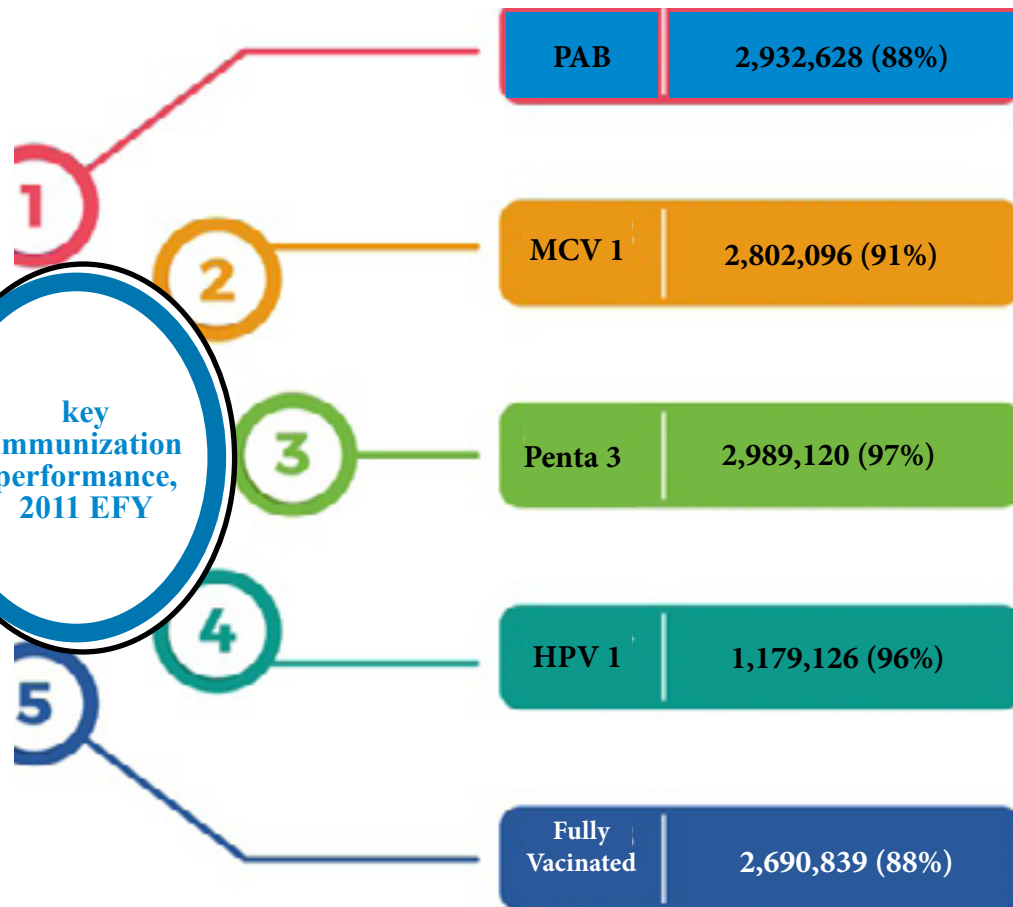 PAB 2,932,628 (88%)
1
2
MCV 1 2,802,096 (91%)
key
mmunization
performance,
2011 EFY
3
Penta 3 2,989,120 (97%)
4
HPV 1 1,179,126 (96%)
5
Fully
Vacinated
2,690,839 (88%)